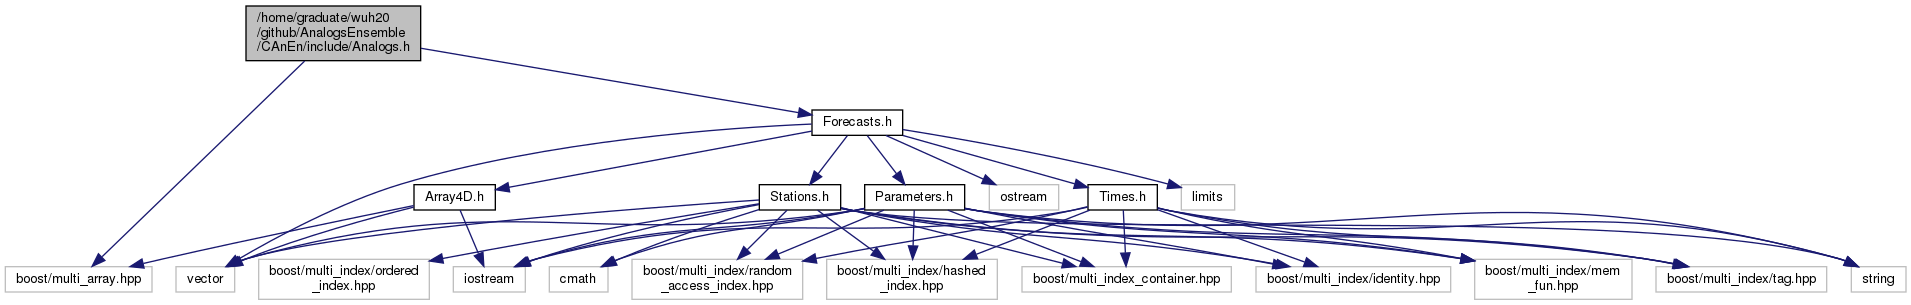 /home/graduate/wuh20
/github/AnalogsEnsemble
/CAnEn/include/Analogs.h
Forecasts.h
Array4D.h
Stations.h
Parameters.h
ostream
Times.h
limits
boost/multi_array.hpp
vector
boost/multi_index/ordered
_index.hpp
iostream
cmath
boost/multi_index/random
_access_index.hpp
boost/multi_index/hashed
_index.hpp
boost/multi_index_container.hpp
boost/multi_index/identity.hpp
boost/multi_index/mem
_fun.hpp
boost/multi_index/tag.hpp
string